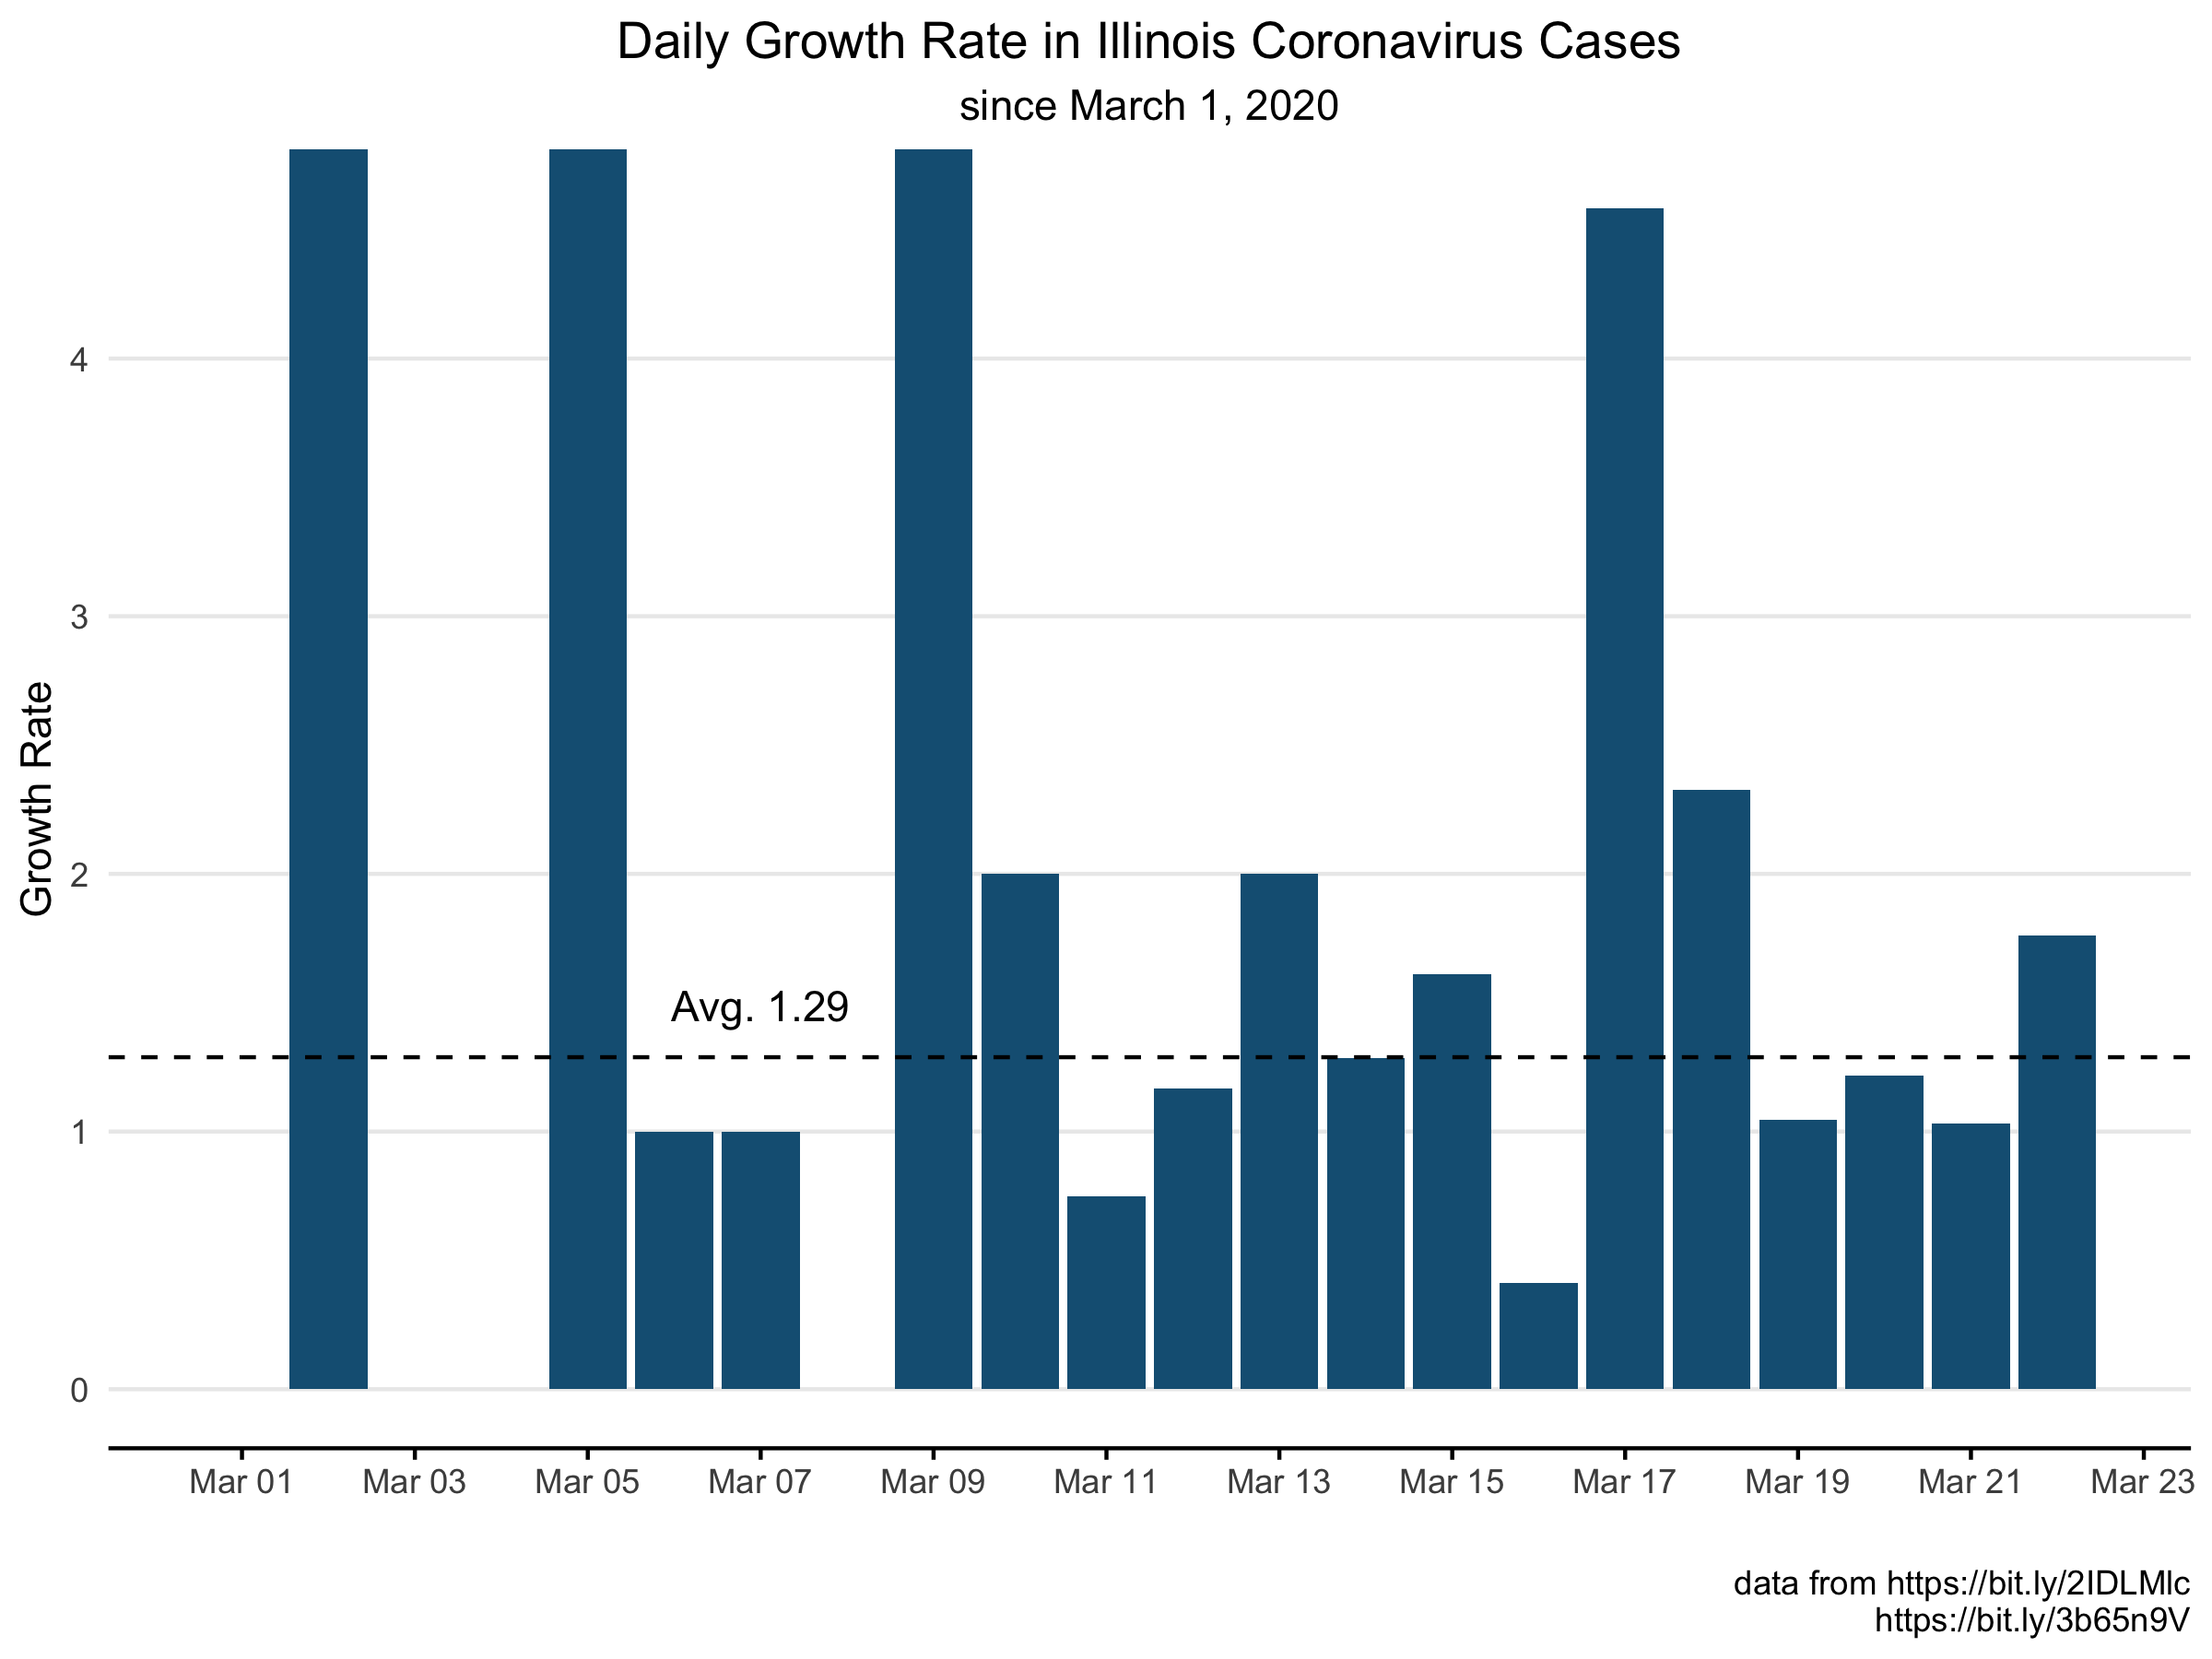 Daily Growth Rate in Illinois Coronavirus Cases
since March 1, 2020
Growth Rate
4
3
2
1
0
Avg. 1.29
Mar 01 Mar 03 Mar 05 Mar 07 Mar 09 Mar 11 Mar 13 Mar 15 Mar 17 Mar 19 Mar 21 Mar 23
data from https://bit.ly/2IDLMlc
https://bit.ly/3b65n9V